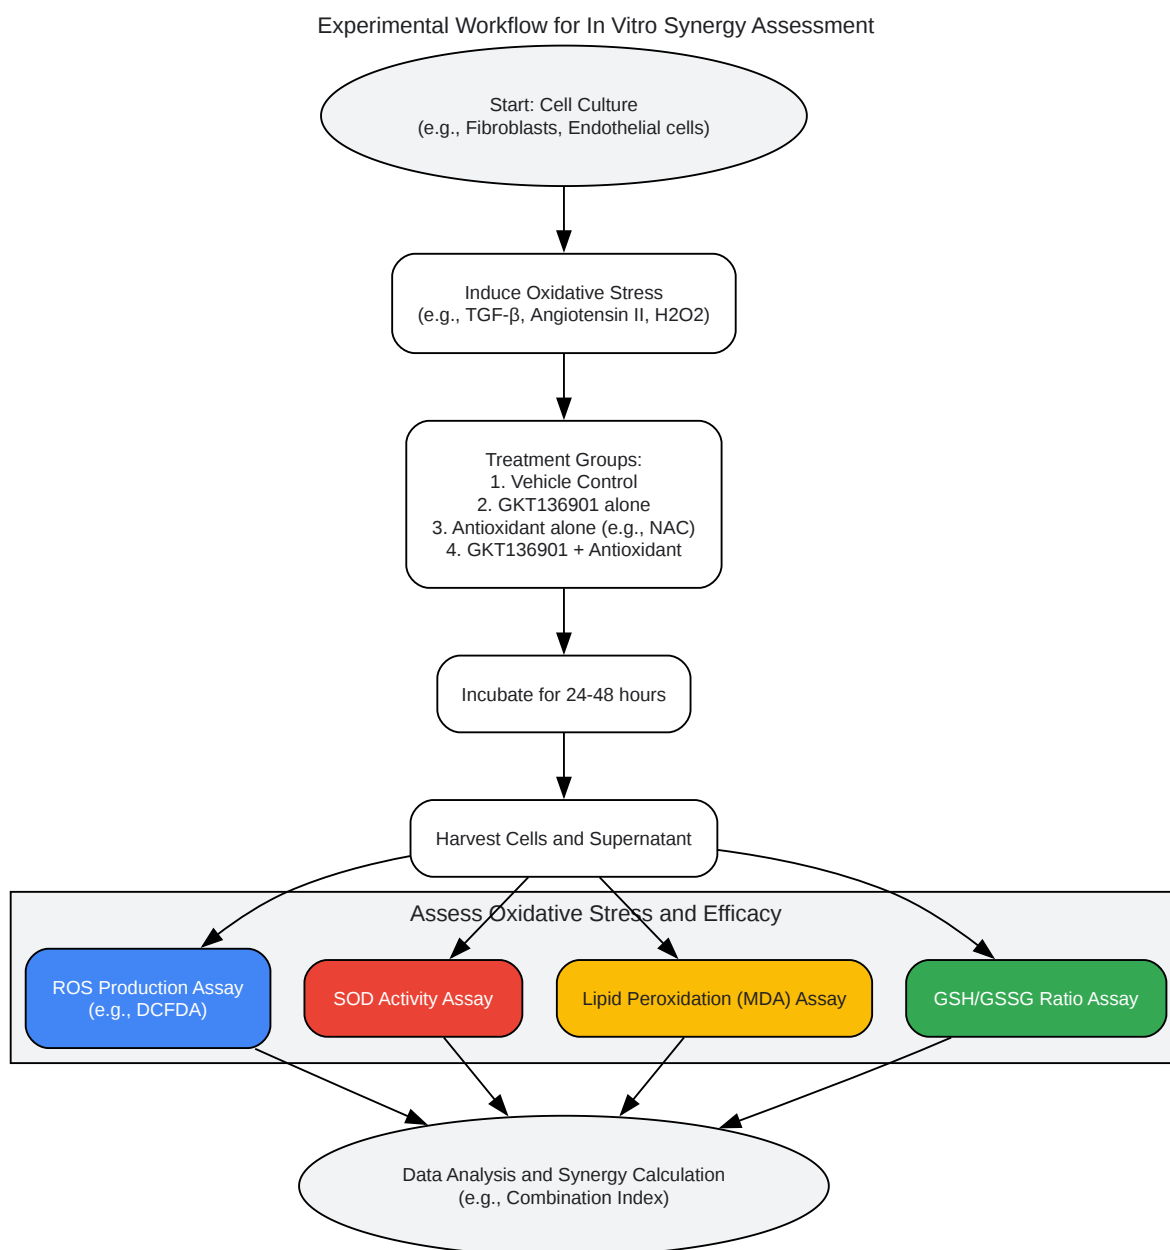 Experimental Workflow for In Vitro Synergy Assessment
Start: Cell Culture
(e.g., Fibroblasts, Endothelial cells)
Induce Oxidative Stress
(e.g., TGF-β, Angiotensin II, H2O2)
Treatment Groups:
1. Vehicle Control
2. GKT136901 alone
3. Antioxidant alone (e.g., NAC)
4. GKT136901 + Antioxidant
Incubate for 24-48 hours
Harvest Cells and Supernatant
Assess Oxidative Stress and Efficacy
ROS Production Assay
(e.g., DCFDA)
SOD Activity Assay
Lipid Peroxidation (MDA) Assay
GSH/GSSG Ratio Assay
Data Analysis and Synergy Calculation
(e.g., Combination Index)